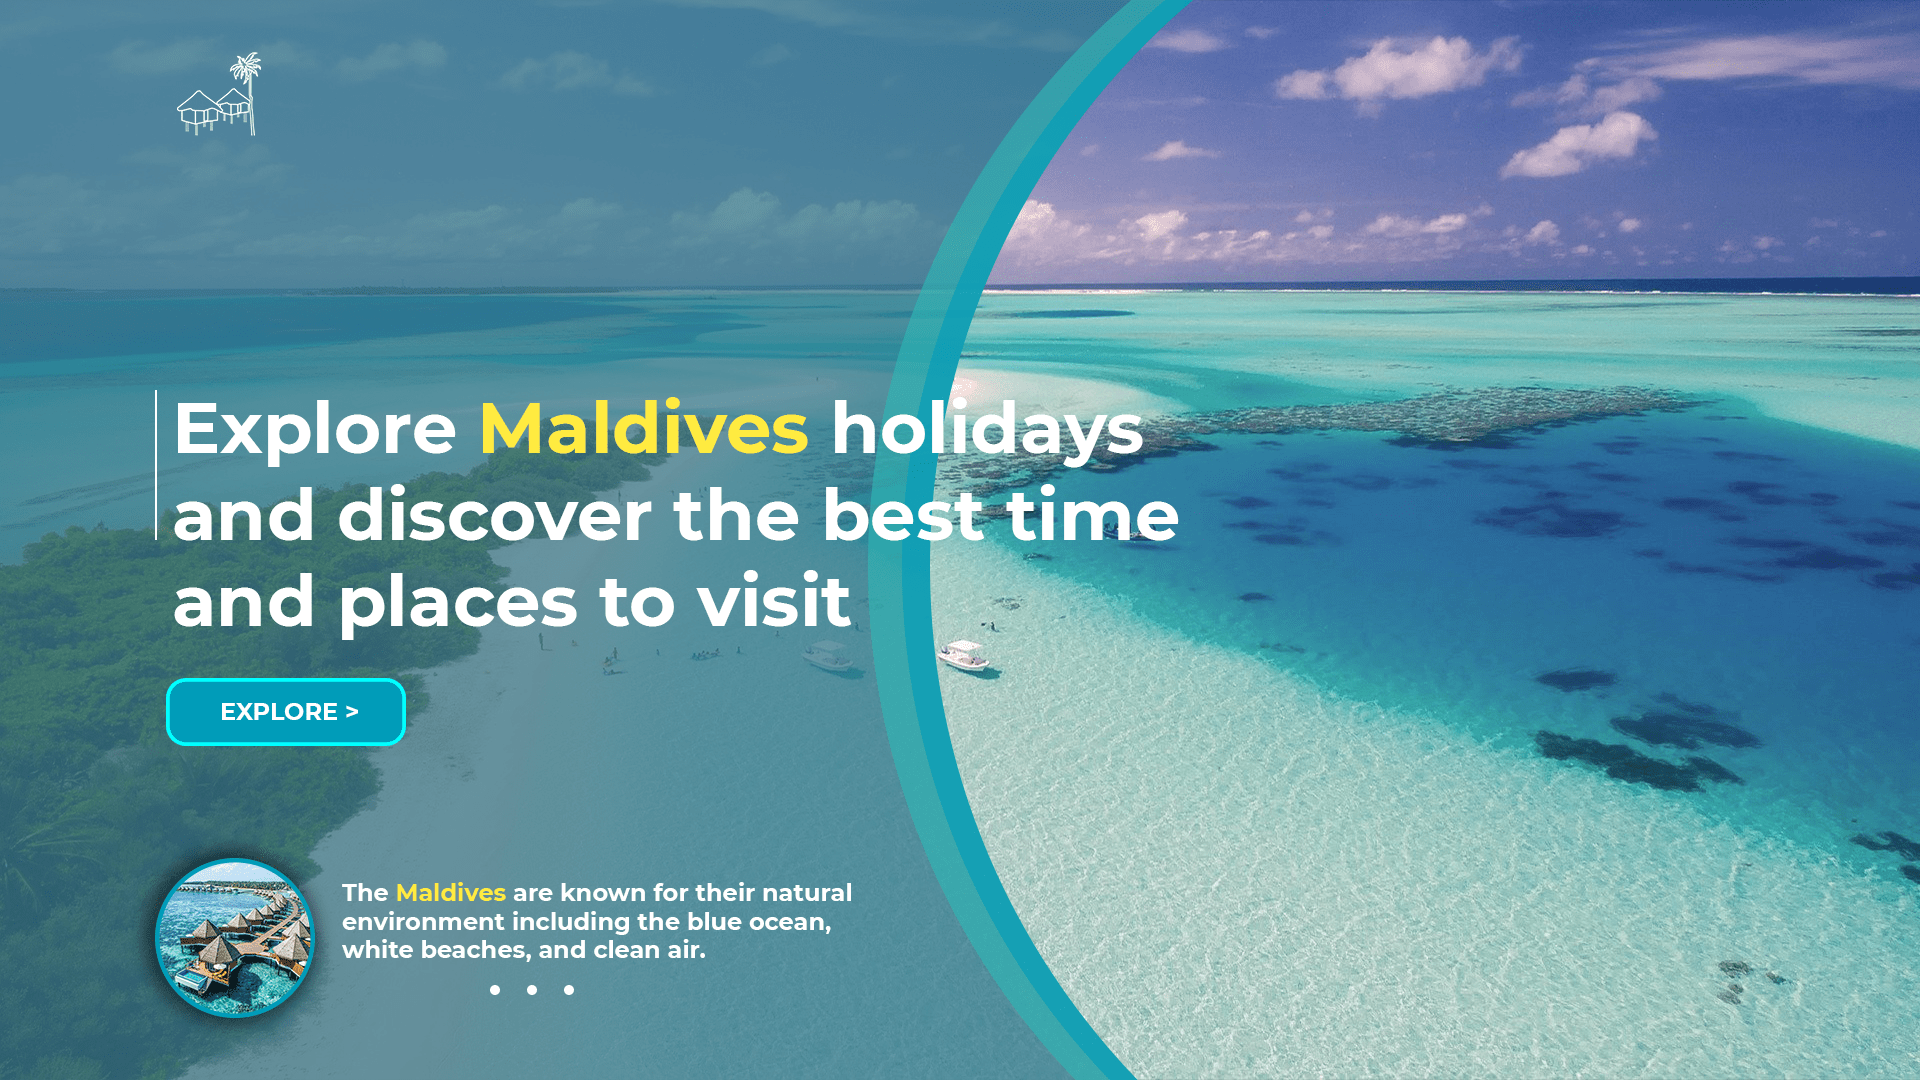 Explore Maldives holidays
and discover the best time
and places to visit
EXPLORE >
The Maldives are known for their natural
environment including the blue ocean,
white beaches, and clean air.